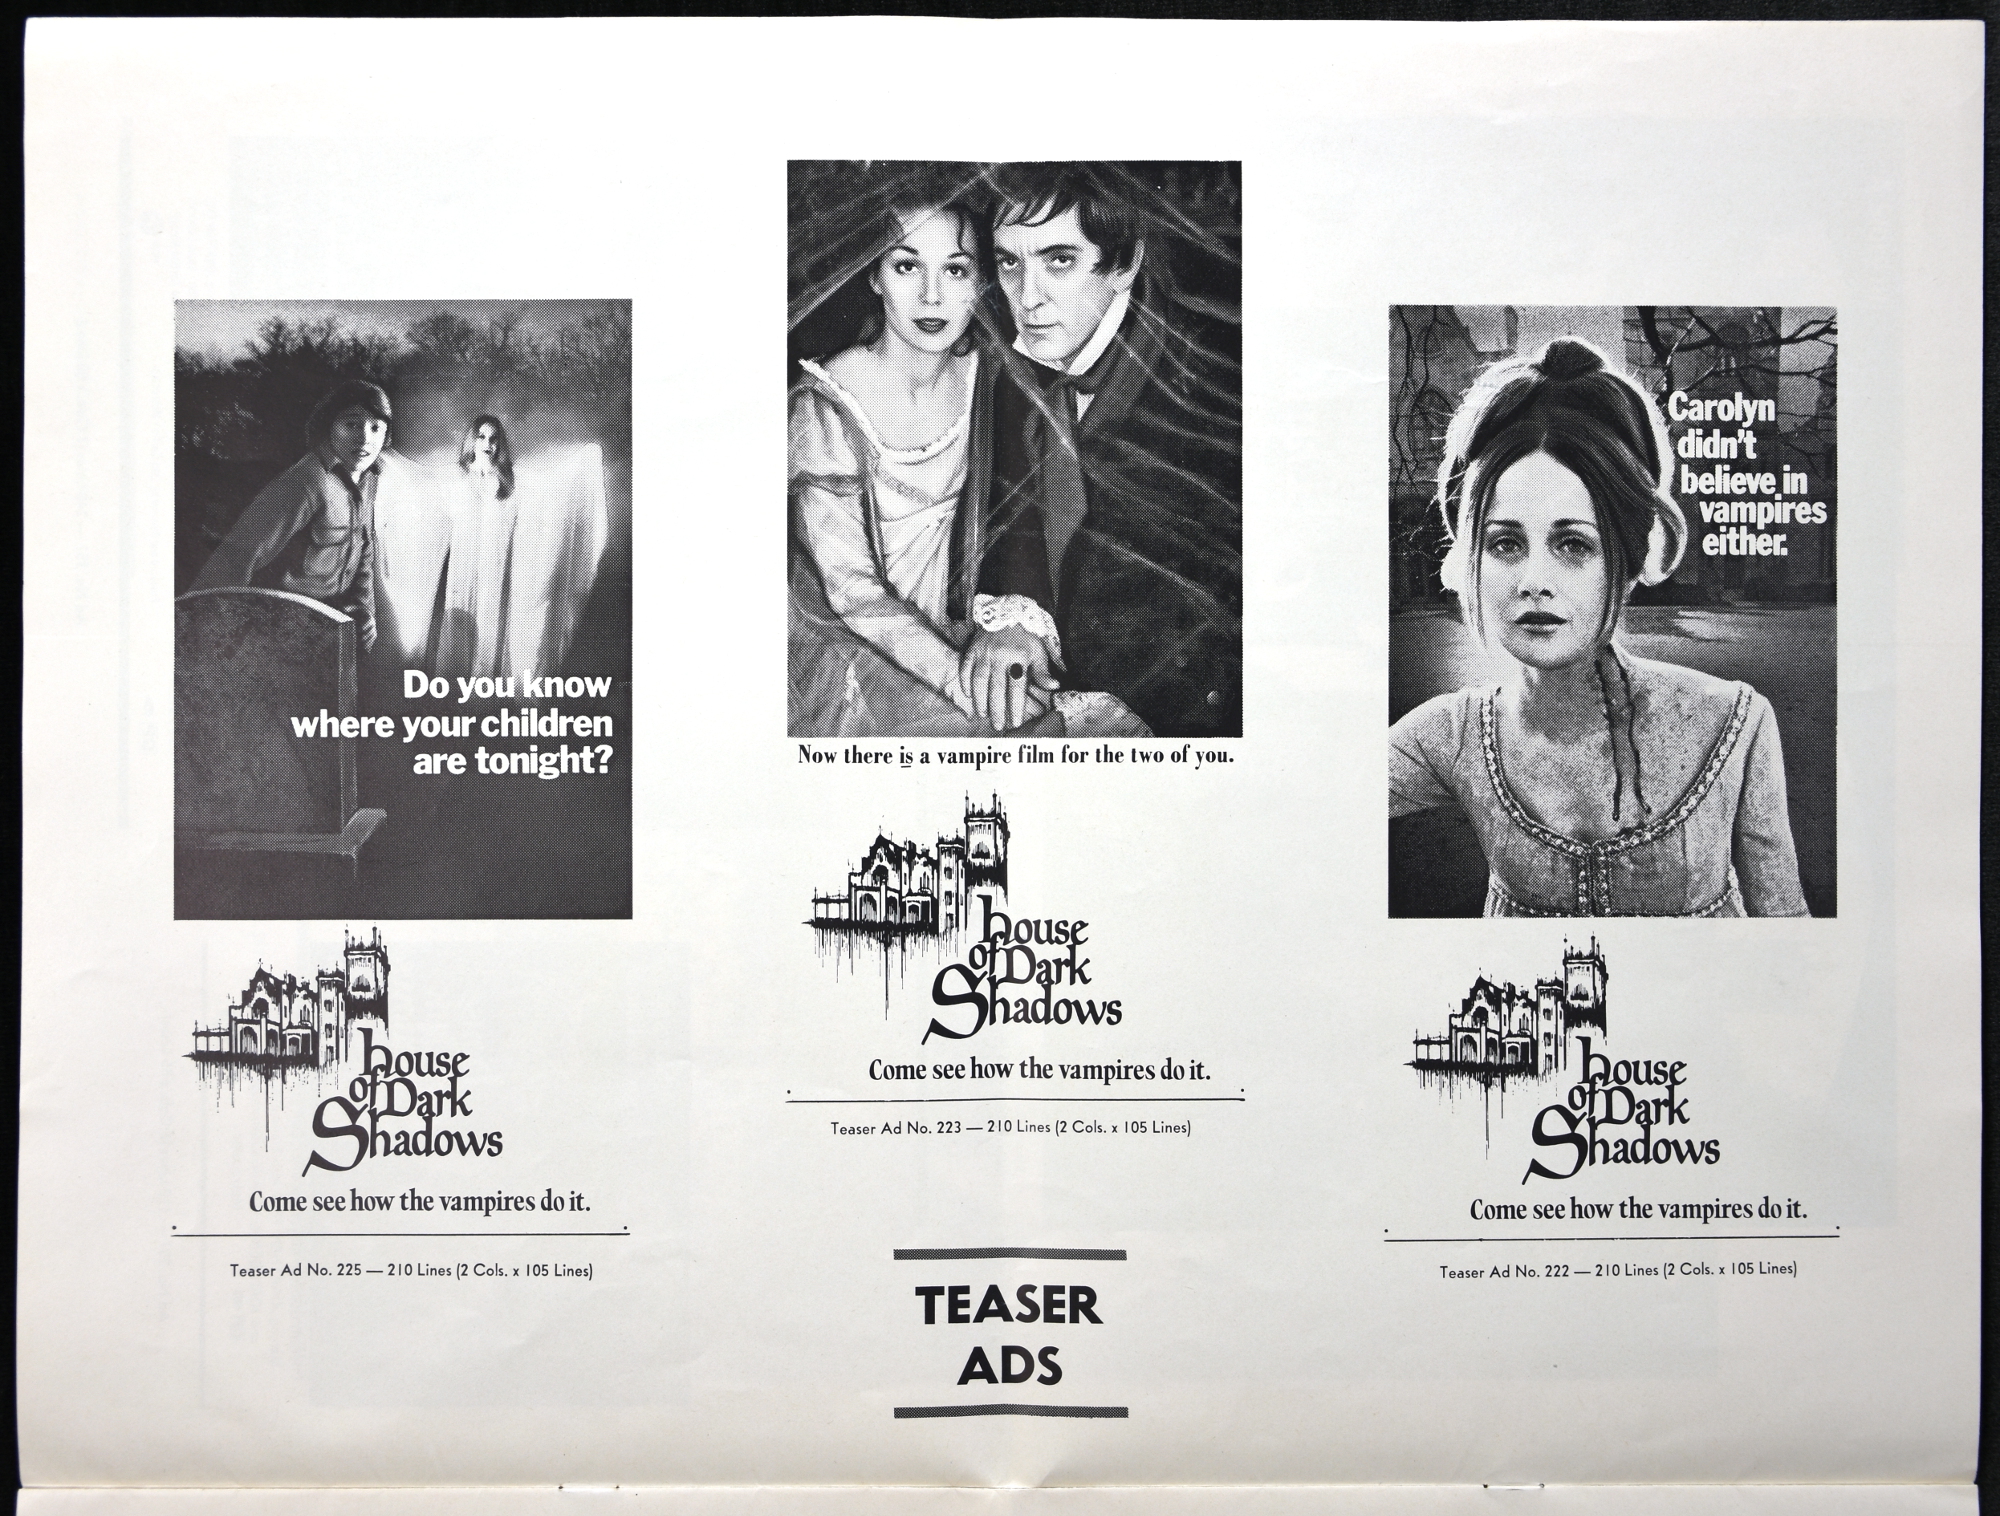 Do you know
where your children
are tonight?
house
of Dark
Shadows
Come see how the vampires do it.
Teaser Ad No. 225 — 210 Lines (2 Cols. x 105 Lines)
Now there is a vampire film for the two of you.
house
of Dark
Shadows
Come see how the vampires do it.
Teaser Ad No. 223 — 210 Lines (2 Cols. x 105 Lines)
Carolyn
didn't
believe in
vampires
either.
house
of Dark
Shadows
Come see how the vampires do it.
Teaser Ad No. 222 — 210 Lines (2 Cols. x 105 Lines)
TEASER
ADS